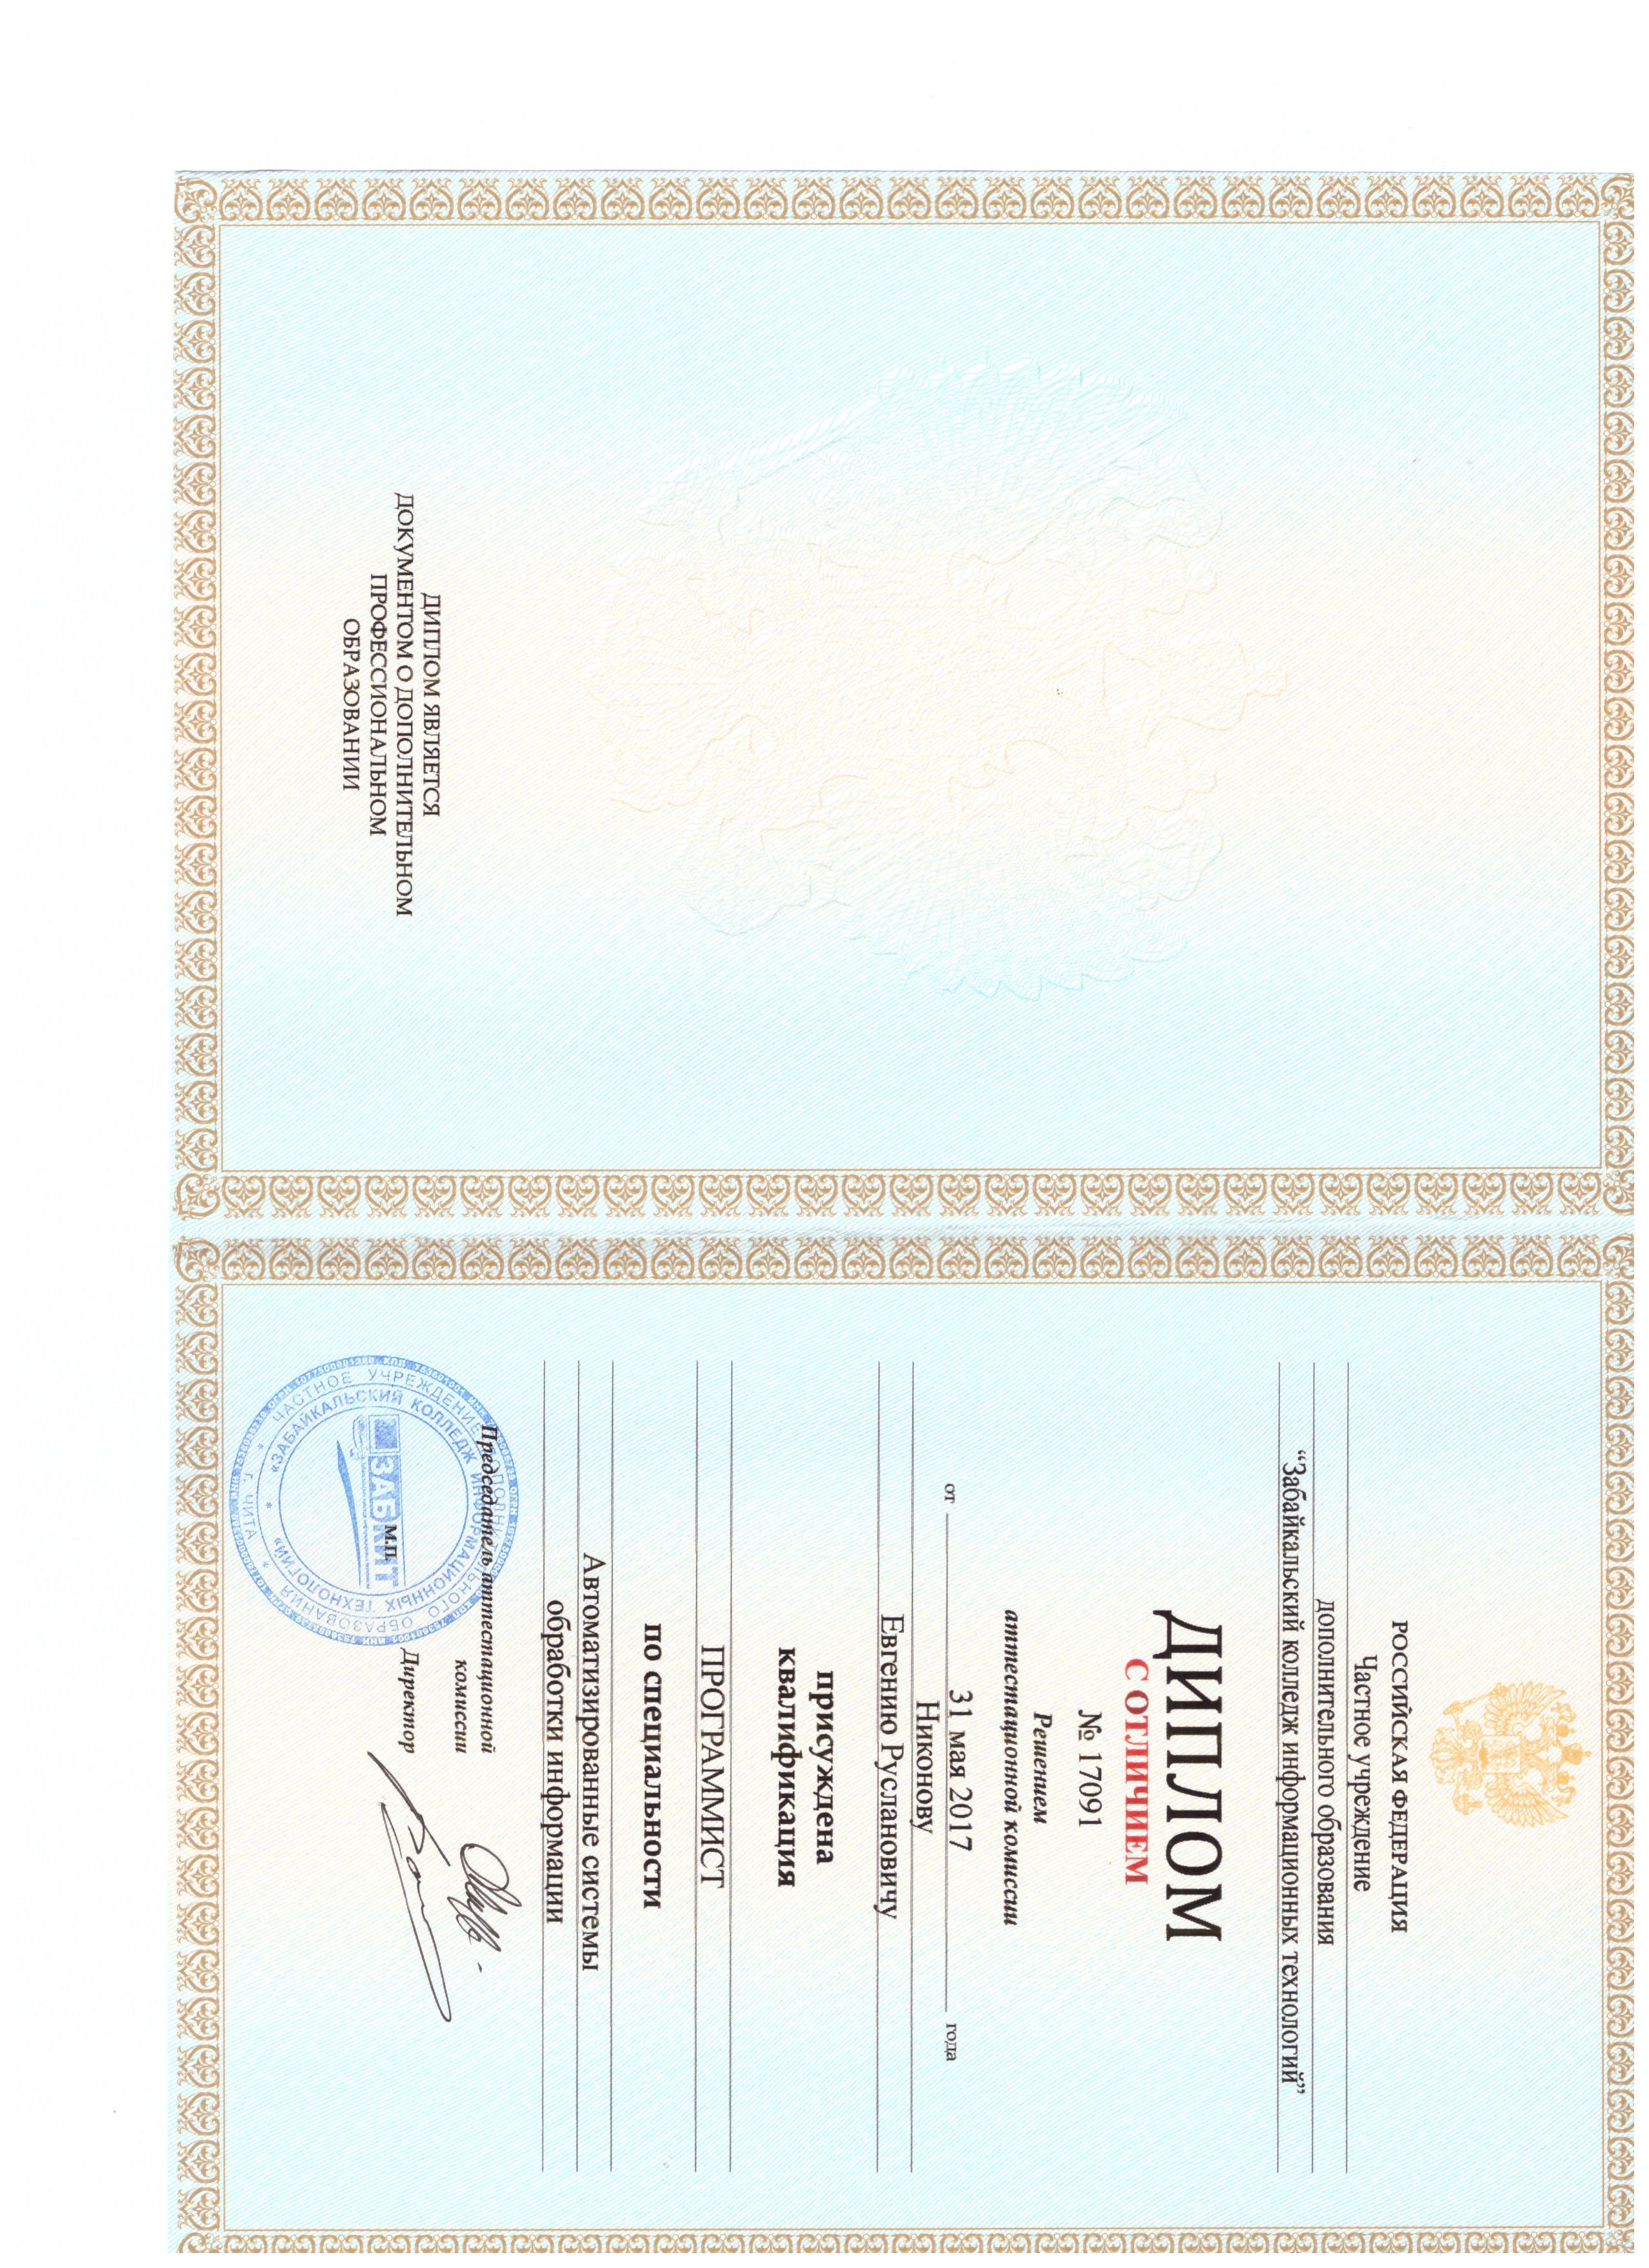 ДИПЛОМ ЯВЛЯЕТСЯ
ДОКУМЕНТОМ О ДОПОЛНИТЕЛЬНОМ
ПРОФЕССИОНАЛЬНОМ
ОБРАЗОВАНИИ
РОССИЙСКАЯ ФЕДЕРАЦИЯ
Частное учреждение
дополнительного образования
“Забайкальский колледж информационных технологий”
ДИПЛОМ
С ОТЛИЧИЕМ
№ 17091
Решением
аттестационной комиссии
от 31 мая 2017 года
Никонову
Евгению Руслановичу
присуждена
квалификация
ПРОГРАММИСТ
по специальности
Автоматизированные системы
обработки информации
Председатель аттестационной
комиссии
Директор
М.П.
ЧАСТНОЕ УЧРЕЖДЕНИЕ ДОПОЛНИТЕЛЬНОГО ОБРАЗОВАНИЯ
«ЗАБАЙКАЛЬСКИЙ КОЛЛЕДЖ ИНФОРМАЦИОННЫХ ТЕХНОЛОГИЙ»
ЗАБКИТ
* г. ЧИТА *